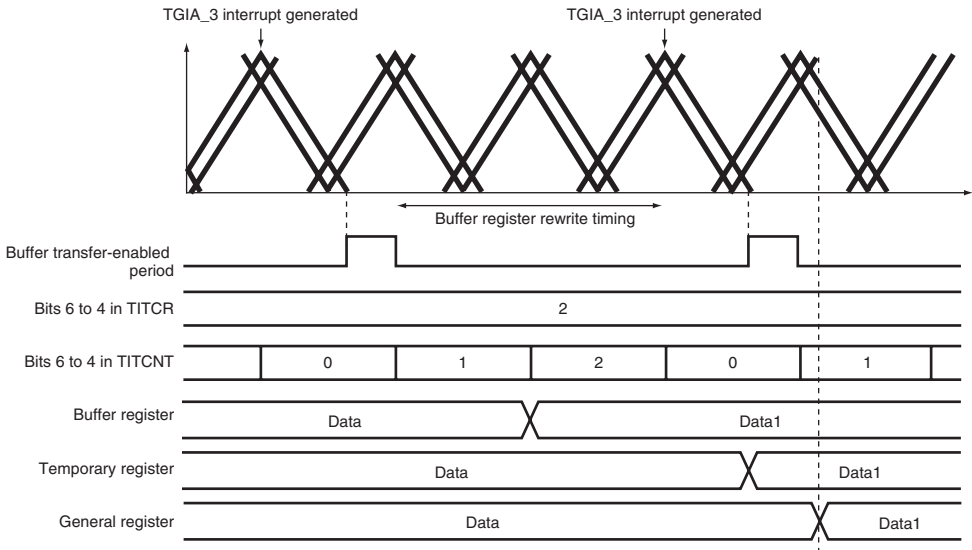 TGIA_3 interrupt generated
TGIA_3 interrupt generated
Buffer register rewrite timing
Buffer transfer-enabled
period
Bits 6 to 4 in TITCR
2
Bits 6 to 4 in TITCNT
0
1
2
0
1
Buffer register
Data
Data1
Temporary register
Data
Data1
General register
Data
Data1